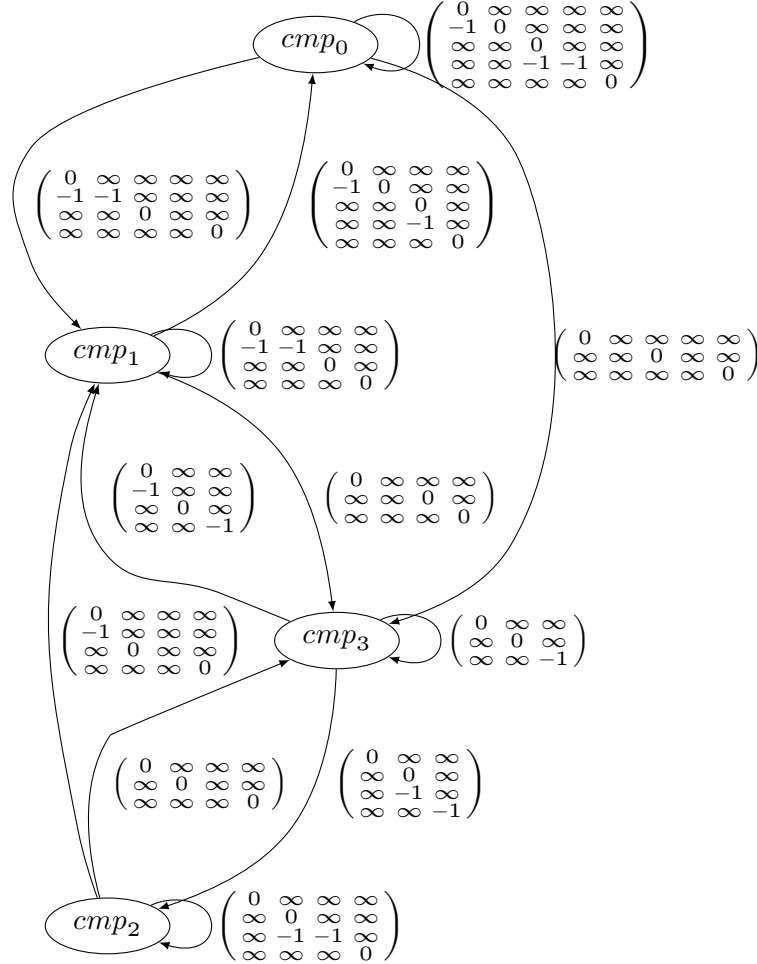 cmp0
0 ∞ ∞ ∞ ∞
−1 0 ∞ ∞ ∞
∞ ∞ 0 ∞ ∞
∞ ∞ −1 −1 ∞
∞ ∞ ∞ ∞ 0
0 ∞ ∞ ∞ ∞
−1 −1 ∞ ∞ ∞
∞ ∞ 0 ∞ ∞
∞ ∞ ∞ ∞ 0
0 ∞ ∞ ∞
−1 0 ∞ ∞
∞ ∞ 0 ∞
∞ ∞ −1 ∞
∞ ∞ ∞ 0
cmp1
0 ∞ ∞ ∞
−1 −1 ∞ ∞
∞ ∞ 0 ∞
∞ ∞ ∞ 0
0 ∞ ∞ ∞ ∞
∞ ∞ 0 ∞ ∞
∞ ∞ ∞ ∞ 0
0 ∞ ∞
−1 ∞ ∞
∞ 0 ∞
∞ ∞ −1
0 ∞ ∞ ∞
∞ ∞ 0 ∞
∞ ∞ ∞ 0
0 ∞ ∞ ∞
−1 ∞ ∞ ∞
∞ 0 ∞ ∞
∞ ∞ ∞ 0
cmp3
0 ∞ ∞
∞ 0 ∞
∞ ∞ −1
0 ∞ ∞ ∞
∞ 0 ∞ ∞
∞ ∞ ∞ 0
0 ∞ ∞
∞ 0 ∞
∞ −1 ∞
∞ ∞ −1
cmp2
0 ∞ ∞ ∞
∞ 0 ∞ ∞
∞ −1 −1 ∞
∞ ∞ ∞ 0